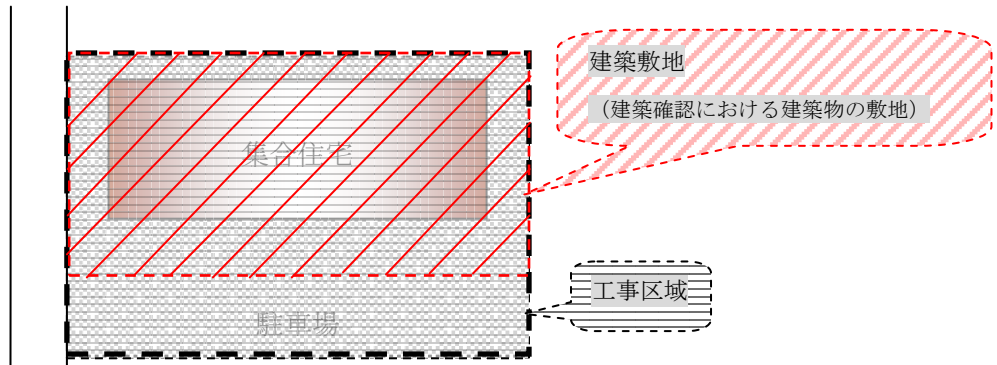 建築敷地
（建築確認における建築物の敷地）
集合住宅
工事区域
駐車場